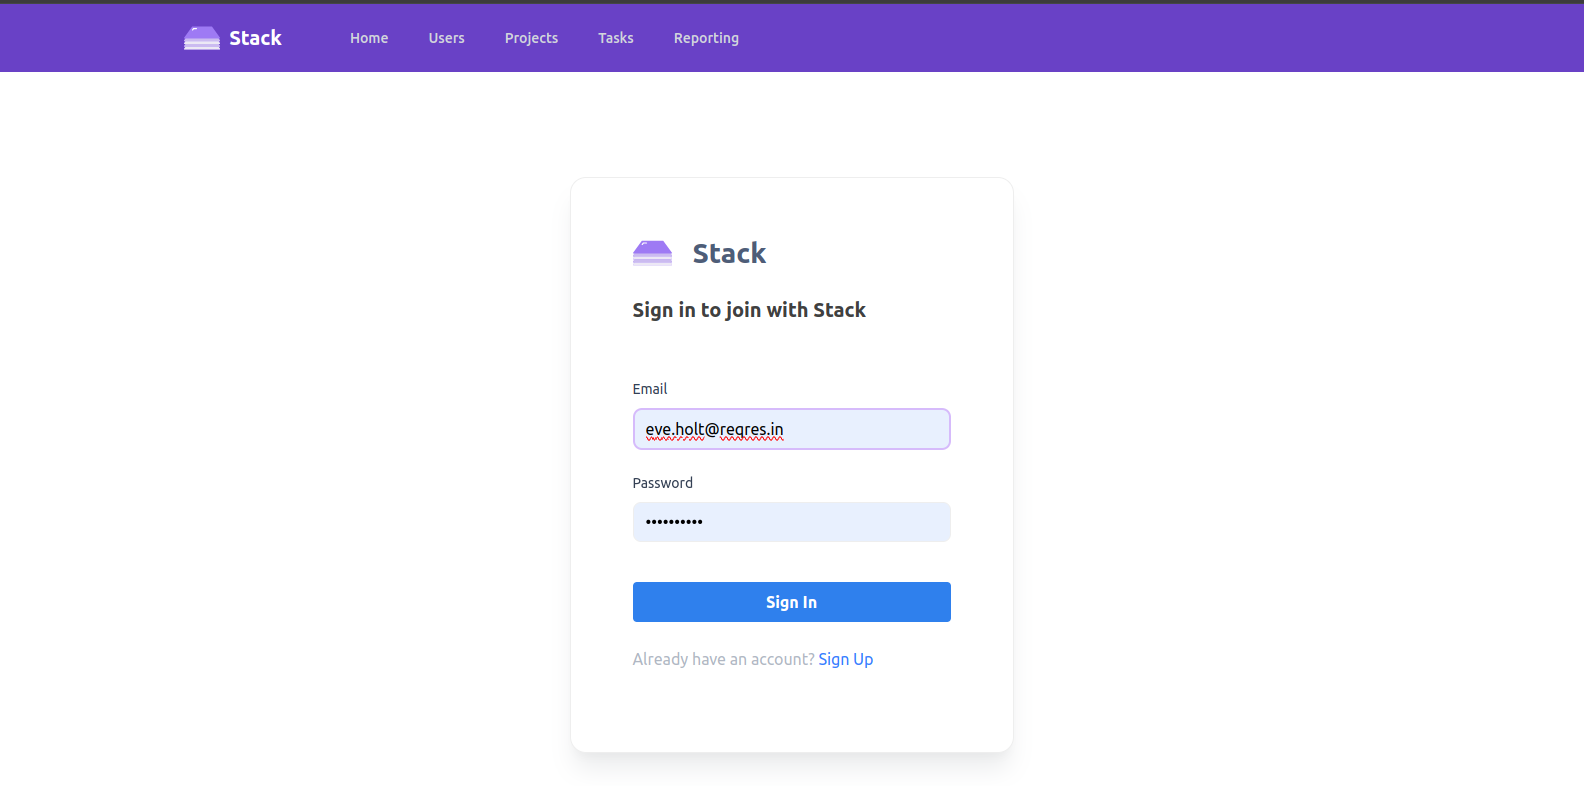 Stack Home Users Projects Tasks Reporting
Stack
Sign in to join with Stack
Email
eve.holt@reqres.in
Password
••••••••••
Sign In
Already have an account? Sign Up